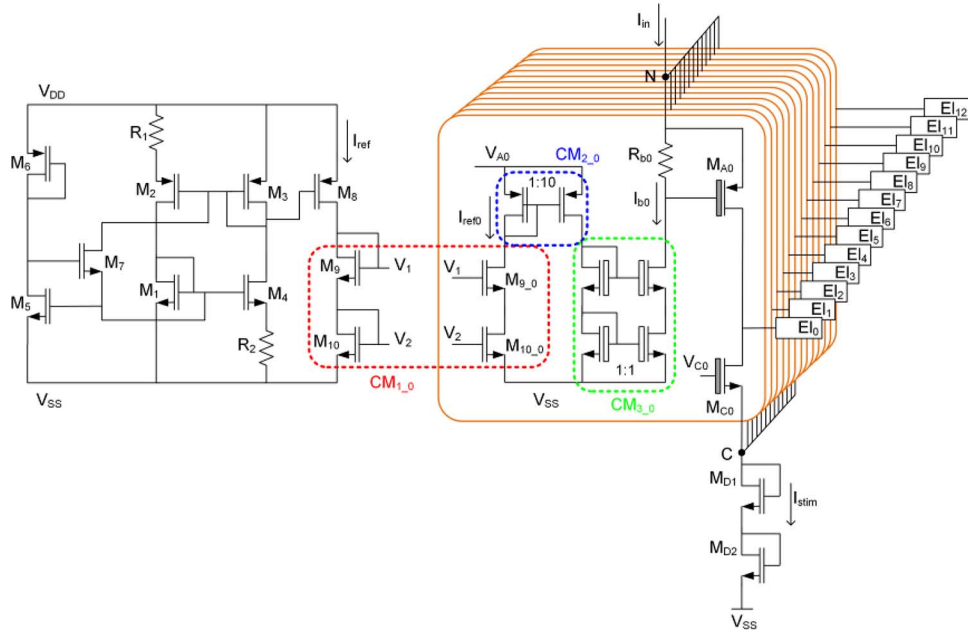 I_in
N
V_DD
R_1
I_ref
M_6
M_2
M_3
M_8
M_7
M_5
M_1
M_4
R_2
M_9
V_1
M_10
V_2
CM_1_0
V_SS
V_A0
CM_2_0
1:10
I_ref0
V_1
M_9_0
V_2
M_10_0
V_SS
1:1
CM_3_0
R_b0
I_b0
M_A0
V_C0
M_C0
El_12
El_11
El_10
El_9
El_8
El_7
El_6
El_5
El_4
El_3
El_2
El_1
El_0
C
M_D1
I_stim
M_D2
V_SS